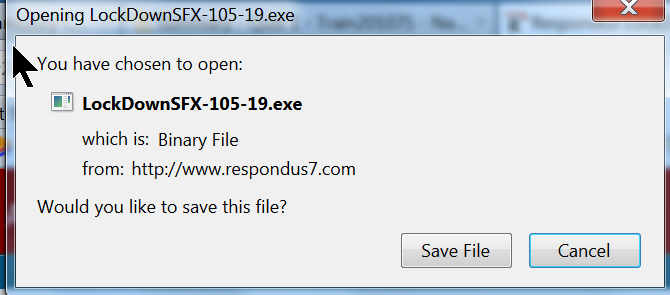 Opening LockDownSFX-105-19.exe
You have chosen to open:
LockDownSFX-105-19.exe
which is: Binary File
from: http://www.respondus7.com
Would you like to save this file?
Save File Cancel